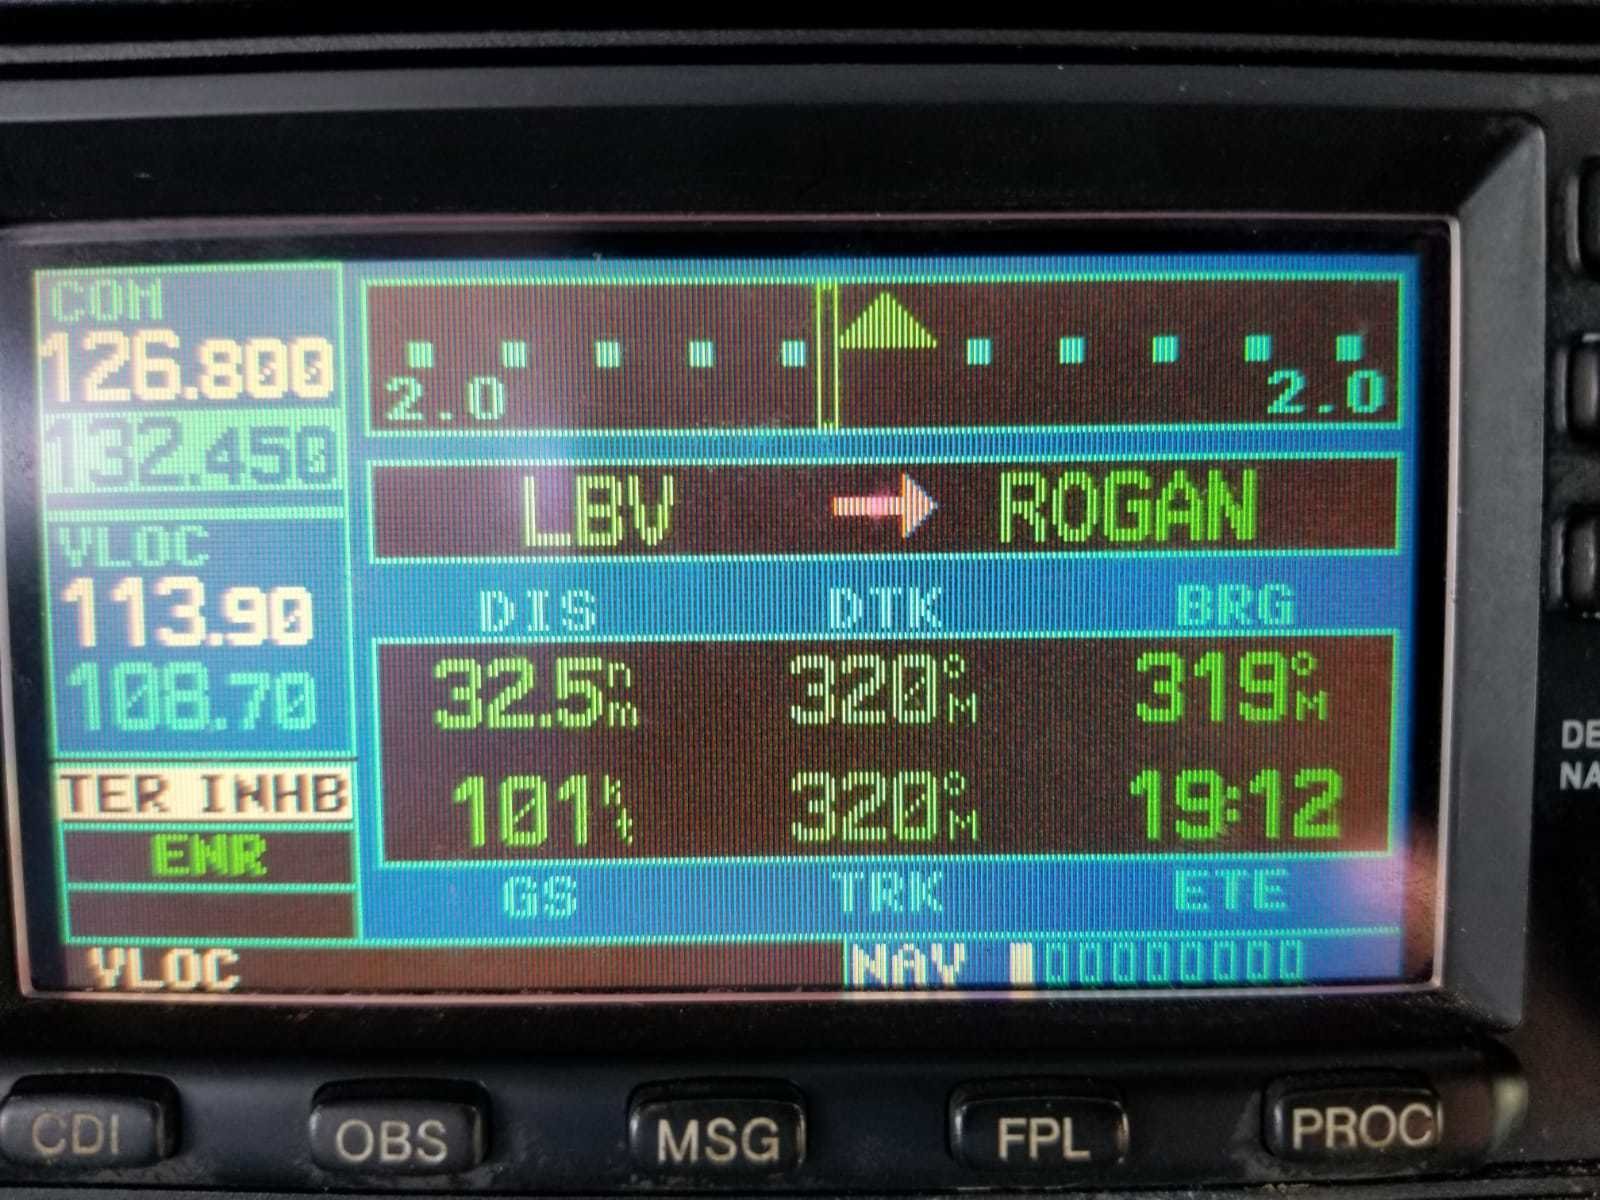 COM
126.800
132.450
VLOC
113.90
108.70
TER INHB
ENR
VLOC
2.0 2.0
LBV ROGAN
DIS DTK BRG
32.5nm 320°M 319°M
101kt 320°M 19:12
GS TRK ETE
NAV
CDI OBS MSG FPL PROC
DE
NA